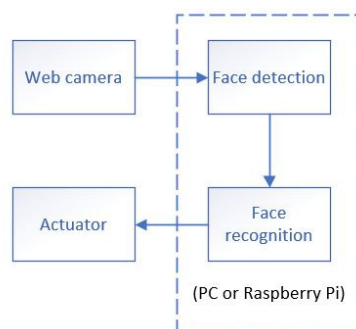 Web camera
Face detection
Actuator
Face
recognition
(PC or Raspberry Pi)